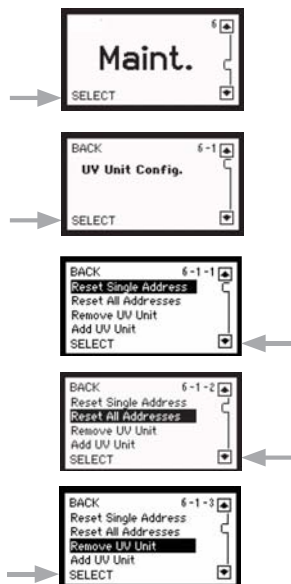 6
Maint.
SELECT
BACK 6-1
UV Unit Config.
SELECT
BACK 6-1-1
Reset Single Address
Reset All Addresses
Remove UV Unit
Add UV Unit
SELECT
BACK 6-1-2
Reset Single Address
Reset All Addresses
Remove UV Unit
Add UV Unit
SELECT
BACK 6-1-3
Reset Single Address
Reset All Addresses
Remove UV Unit
Add UV Unit
SELECT